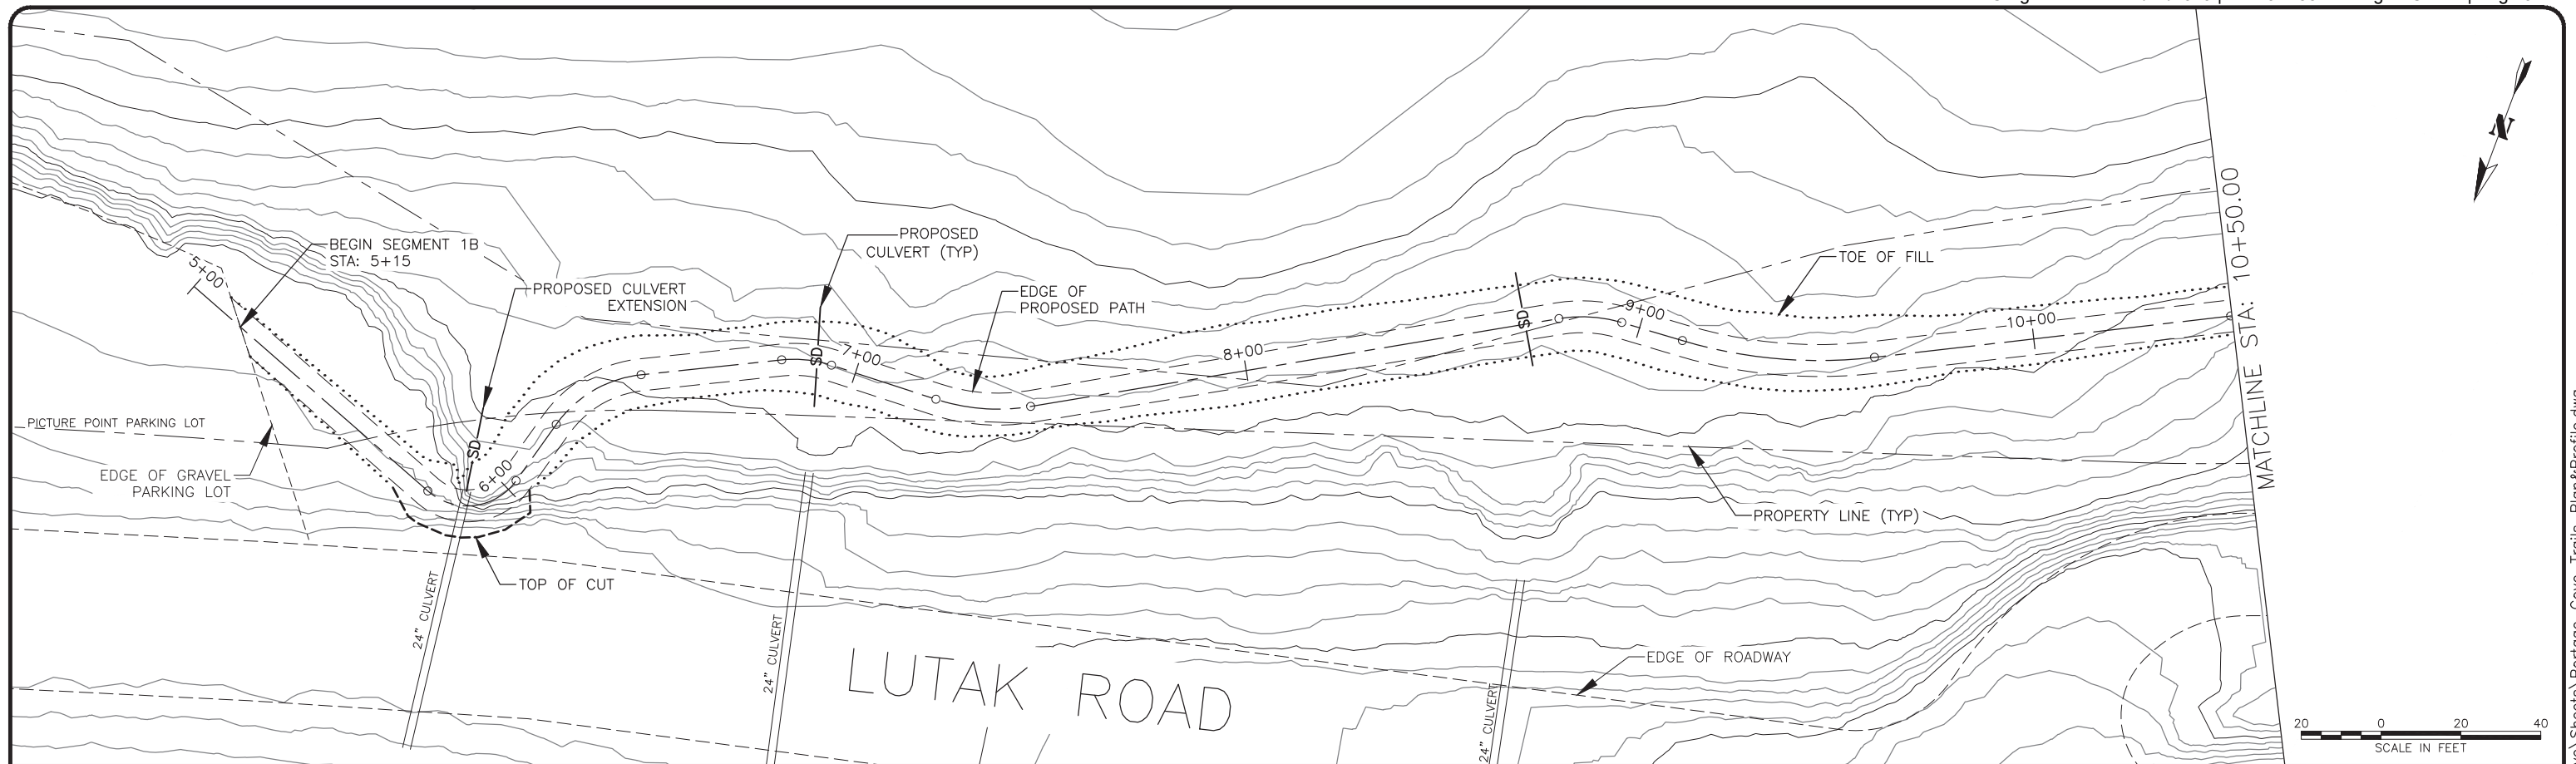 BEGIN SEGMENT 1B
STA: 5+15
5+00
PROPOSED
CULVERT (TYP)
PROPOSED CULVERT
EXTENSION
EDGE OF
PROPOSED PATH
TOE OF FILL
N
MATCHLINE STA: 10+50.00
SD
SD
SD
6+00
7+00
8+00
9+00
10+00
PICTURE POINT PARKING LOT
EDGE OF GRAVEL
PARKING LOT
PROPERTY LINE (TYP)
TOP OF CUT
24" CULVERT
24" CULVERT
24" CULVERT
LUTAK ROAD
EDGE OF ROADWAY
20 0 20 40
SCALE IN FEET